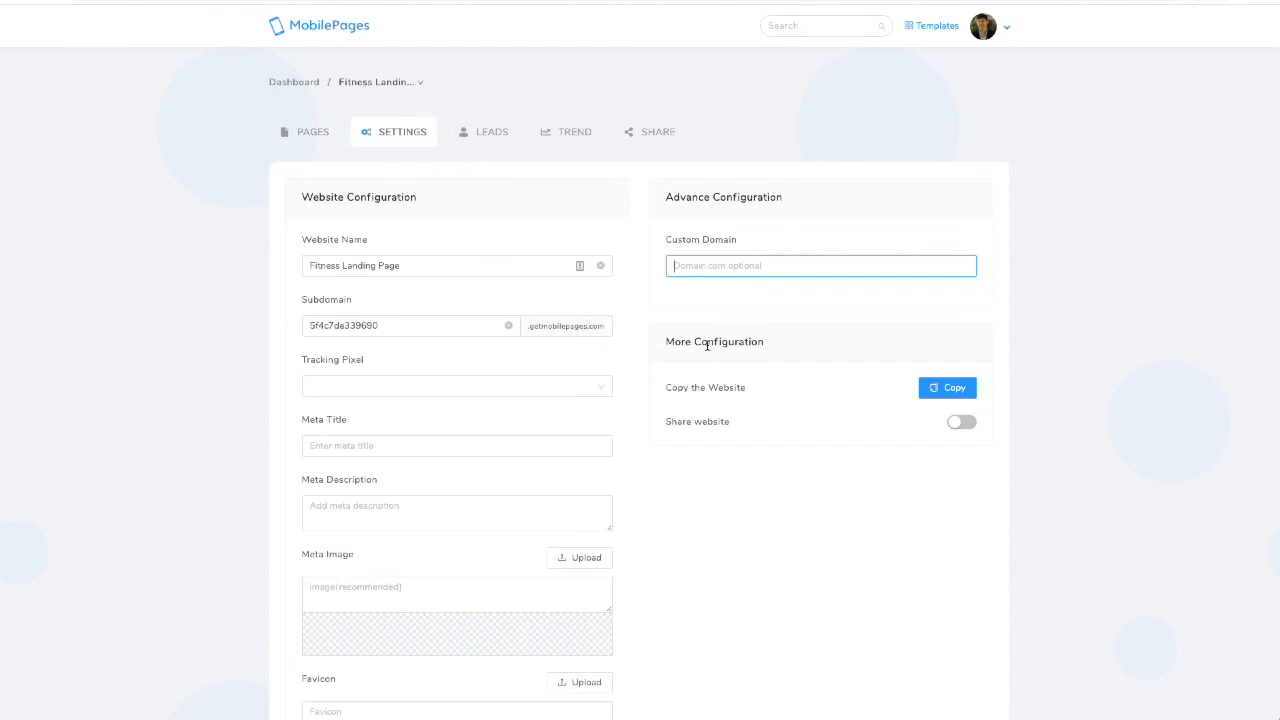 MobilePages
Search
Templates
Dashboard / Fitness Landin...
PAGES
SETTINGS
LEADS
TREND
SHARE
Website Configuration
Website Name
Fitness Landing Page
Subdomain
5f4c7de339690
.getmobilepages.com
Tracking Pixel
Meta Title
Enter meta title
Meta Description
Add meta description
Meta Image
Upload
image(recommended)
Favicon
Upload
Favicon
Advance Configuration
Custom Domain
Domain.com optional
More Configuration
Copy the Website
Copy
Share website